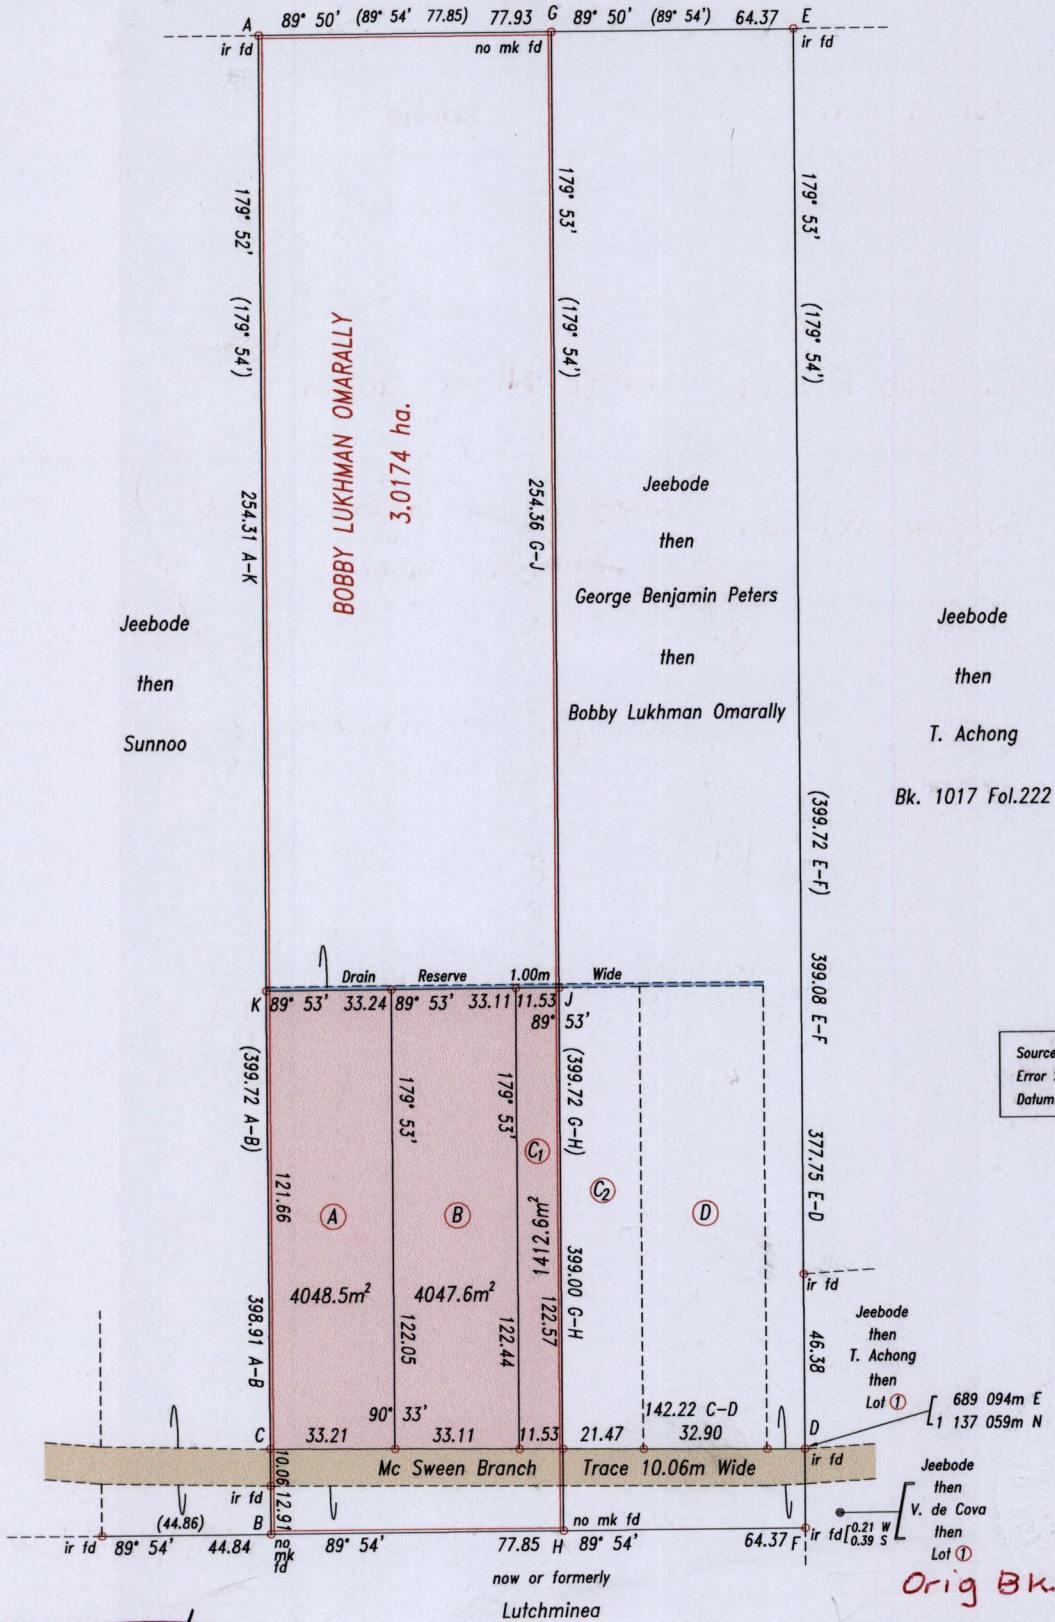 A 89° 50' (89° 54' 77.85) 77.93 G 89° 50' (89° 54') 64.37 E
ir fd no mk fd ir fd
179° 52' (179° 54') 254.31 A-K
BOBBY LUKHMAN OMARALLY
3.0174 ha.
179° 53' (179° 54') 254.36 G-J
179° 53' (179° 54') (399.72 E-F) 399.08 E-F 377.75 E-D
Jeebode
then
Sunnoo
Jeebode
then
George Benjamin Peters
then
Bobby Lukhman Omarally
Jeebode
then
T. Achong
Bk. 1017 Fol.222
Drain Reserve 1.00m Wide
K 89° 53' 33.24 89° 53' 33.11 11.53 J
89° 53'
(399.72 A-B) 398.91 A-B
121.66
179° 53' 122.05
179° 53' 122.44
(399.72 G-H) 399.00 G-H
122.57
Source
Error
Datum
A
4048.5m²
B
4047.6m²
C1
1412.6m²
C2
D
ir fd
46.38
Jeebode
then
T. Achong
then
Lot 1
689 094m E
1 137 059m N
90° 33'
142.22 C-D
C 33.21 33.11 11.53 21.47 32.90 D
ir fd
Mc Sween Branch Trace 10.06m Wide
10.06 12.91
ir fd
Jeebode
then
V. de Cova
then
Lot 1
(44.86) B no mk fd F ir fd 0.21 W
0.39 S
ir fd 89° 54' 44.84 no mk fd 89° 54' 77.85 H 89° 54' 64.37
now or formerly
Lutchminea
Orig Bk.